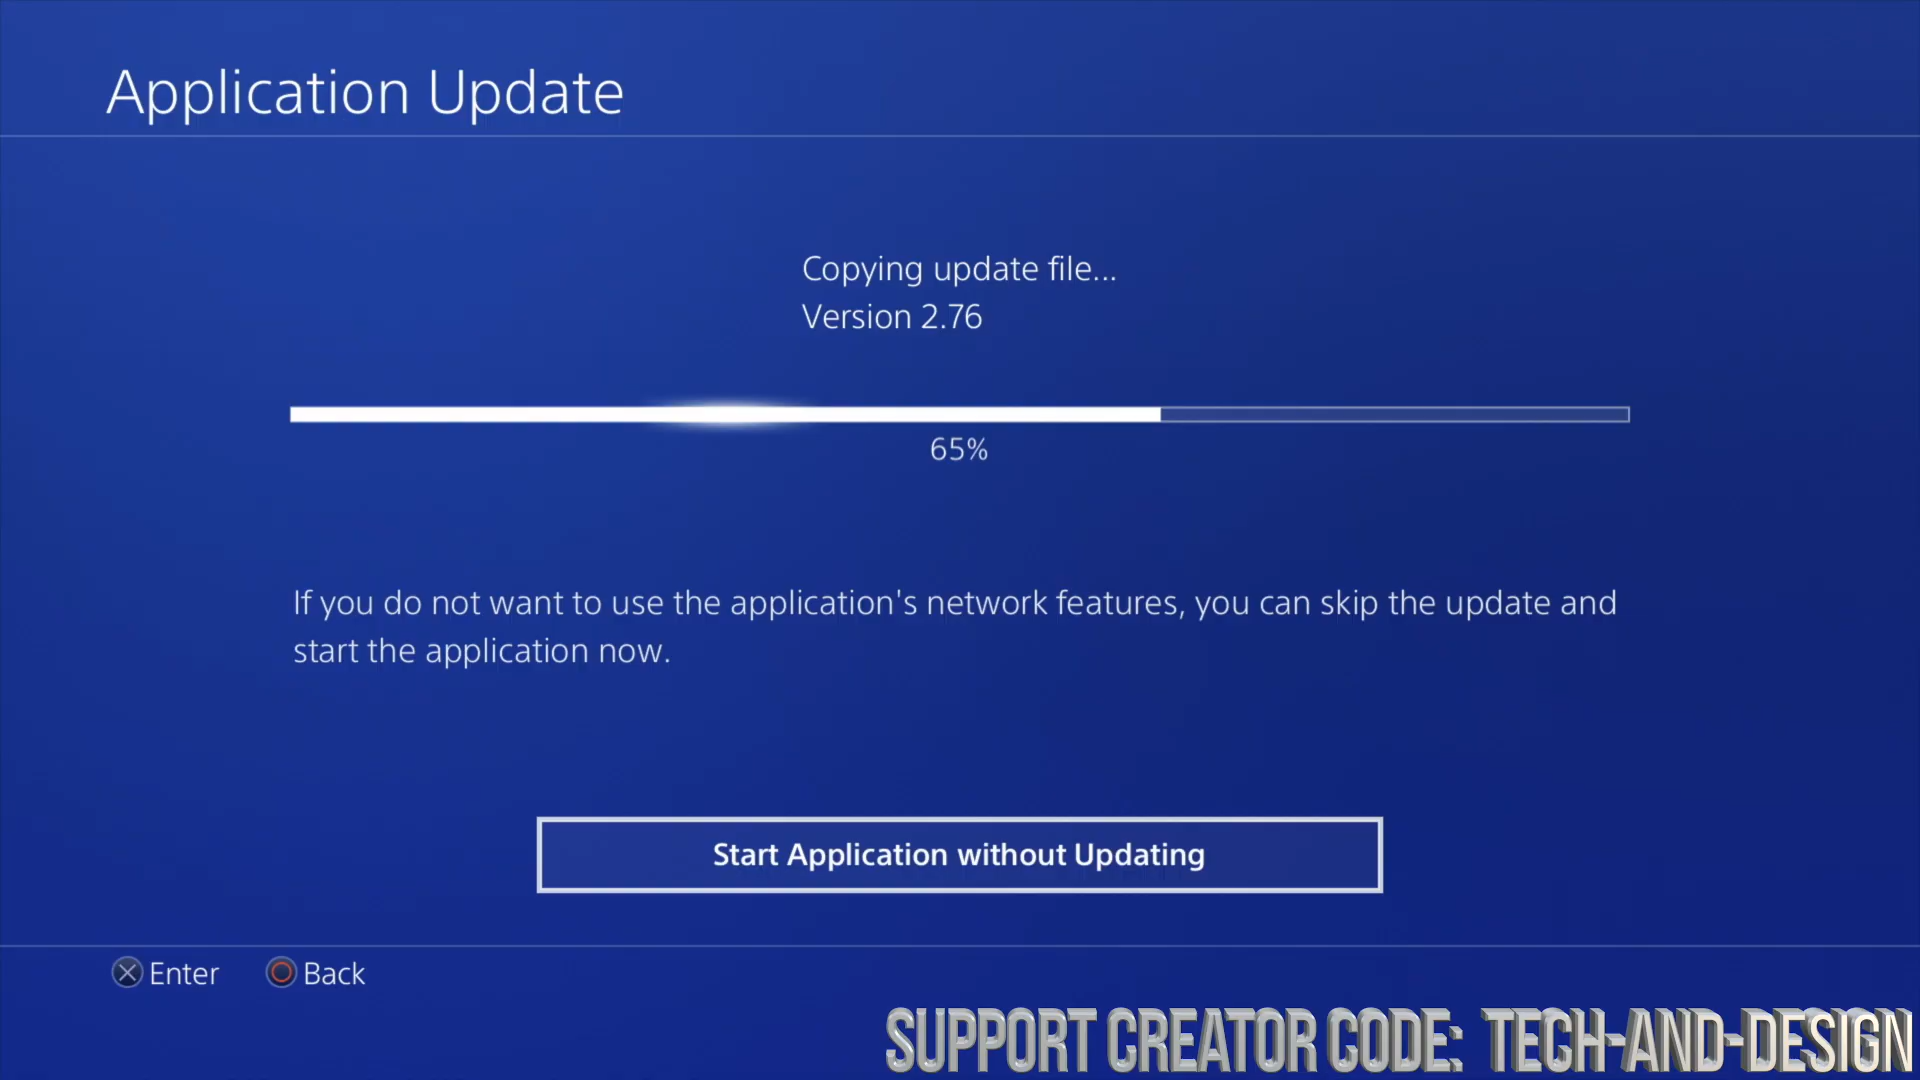 Application Update
Copying update file...
Version 2.76
65%
If you do not want to use the application's network features, you can skip the update and
start the application now.
Start Application without Updating
Enter
Back
SUPPORT CREATOR CODE: TECH-AND-DESIGN